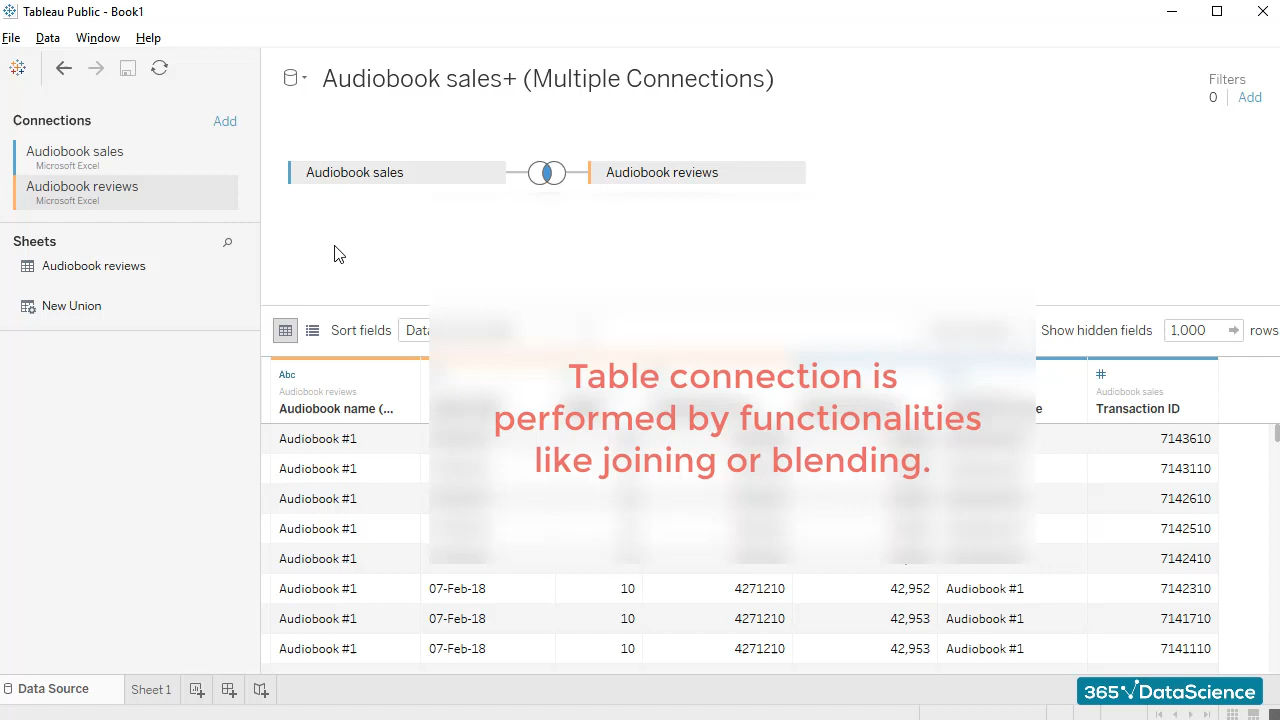 Tableau Public - Book1
File Data Window Help
Audiobook sales+ (Multiple Connections)
Filters
0 Add
Connections Add
Audiobook sales
Microsoft Excel
Audiobook reviews
Microsoft Excel
Audiobook sales Audiobook reviews
Sheets
Audiobook reviews
New Union
Sort fields Data Show hidden fields 1,000 rows
Table connection is
performed by functionalities
like joining or blending.
Abc #
Audiobook reviews Audiobook sales
Audiobook name (... Transaction ID
Audiobook #1 7143610
Audiobook #1 7143110
Audiobook #1 7142610
Audiobook #1 7142510
Audiobook #1 7142410
Audiobook #1 07-Feb-18 10 4271210 42,952 Audiobook #1 7142310
Audiobook #1 07-Feb-18 10 4271210 42,953 Audiobook #1 7141710
Audiobook #1 07-Feb-18 10 4271210 42,953 Audiobook #1 7141110
Data Source Sheet 1
365 DataScience